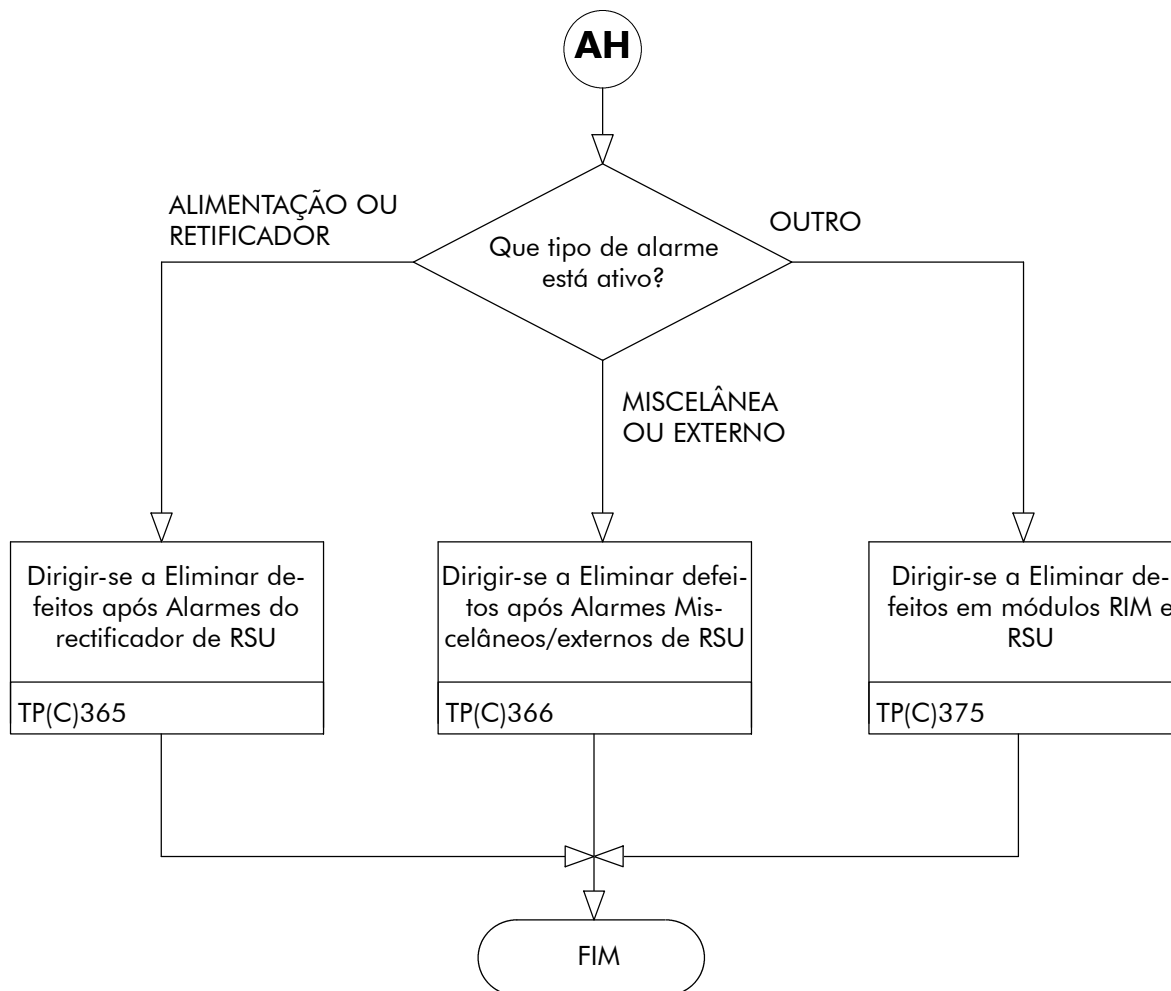 AH
ALIMENTAÇÃO OU
RETIFICADOR
Que tipo de alarme
está ativo?
OUTRO
MISCELÂNEA
OU EXTERNO
Dirigir-se a Eliminar de-
feitos após Alarmes do
rectificador de RSU
TP(C)365
Dirigir-se a Eliminar defei-
tos após Alarmes Mis-
celâneos/externos de RSU
TP(C)366
Dirigir-se a Eliminar de-
feitos em módulos RIM e
RSU
TP(C)375
FIM